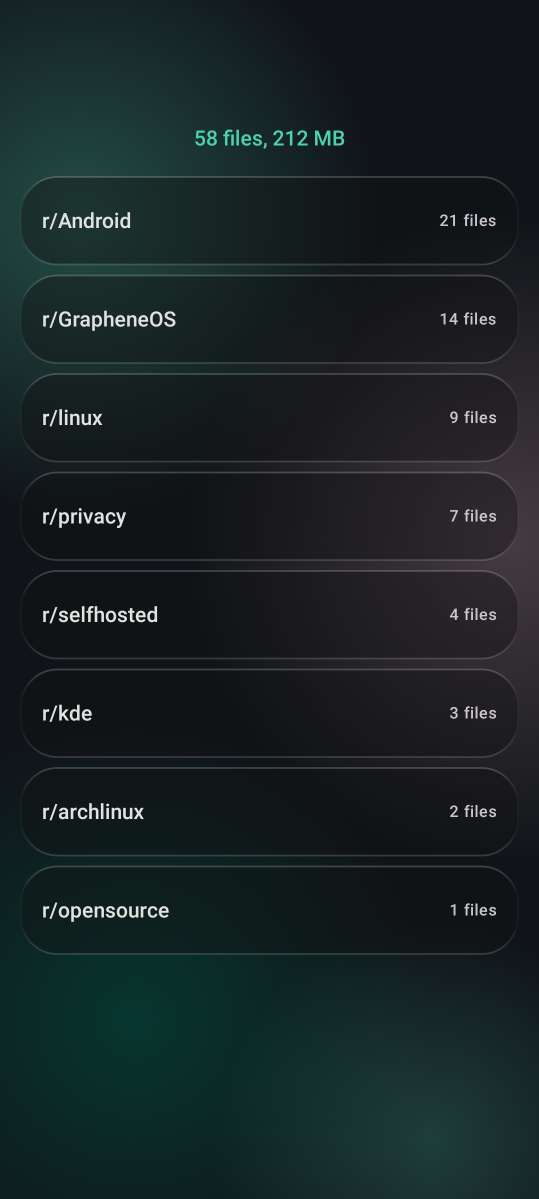 58 files, 212 MB
r/Android 21 files
r/GrapheneOS 14 files
r/linux 9 files
r/privacy 7 files
r/selfhosted 4 files
r/kde 3 files
r/archlinux 2 files
r/opensource 1 files